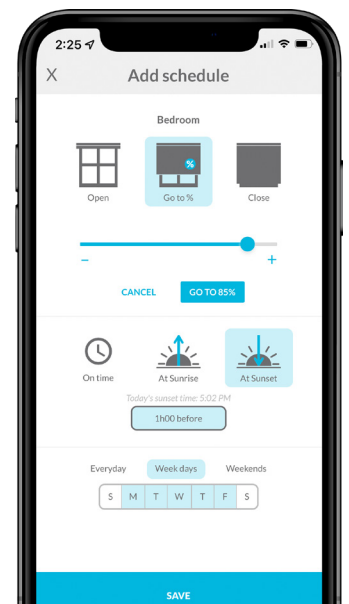 2:25
X Add schedule
Bedroom
%
Open Go to % Close
– +
CANCEL GO TO 85%
On time At Sunrise At Sunset
Today's sunset time: 5:02 PM
1h00 before
Everyday Week days Weekends
S M T W T F S
SAVE